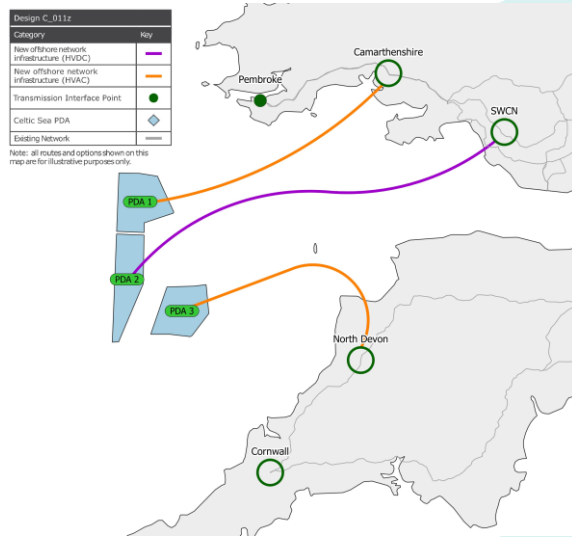 Design C_011z
Category Key
New offshore network
infrastructure (HVDC)
New offshore network
infrastructure (HVAC)
Transmission Interface Point
Celtic Sea PDA
Existing Network
Note: all routes and options shown on this
map are for illustrative purposes only.
Camarthenshire
Pembroke
SWCN
PDA 1
PDA 2
PDA 3
North Devon
Cornwall